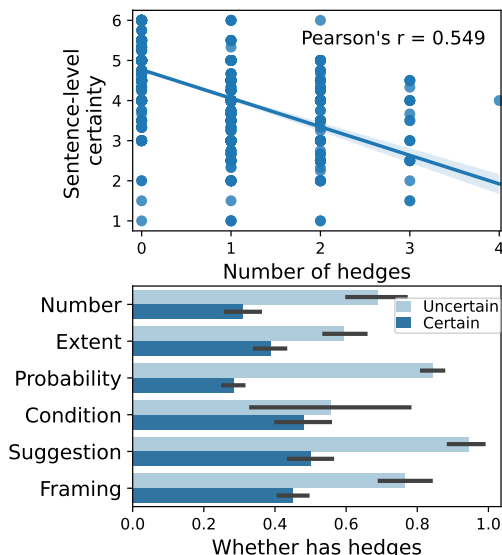 6
5
4
3
2
1
Sentence-level
certainty
Pearson's r = 0.549
0 1 2 3 4
Number of hedges
Number
Extent
Probability
Condition
Suggestion
Framing
Uncertain
Certain
0.0 0.2 0.4 0.6 0.8 1.0
Whether has hedges